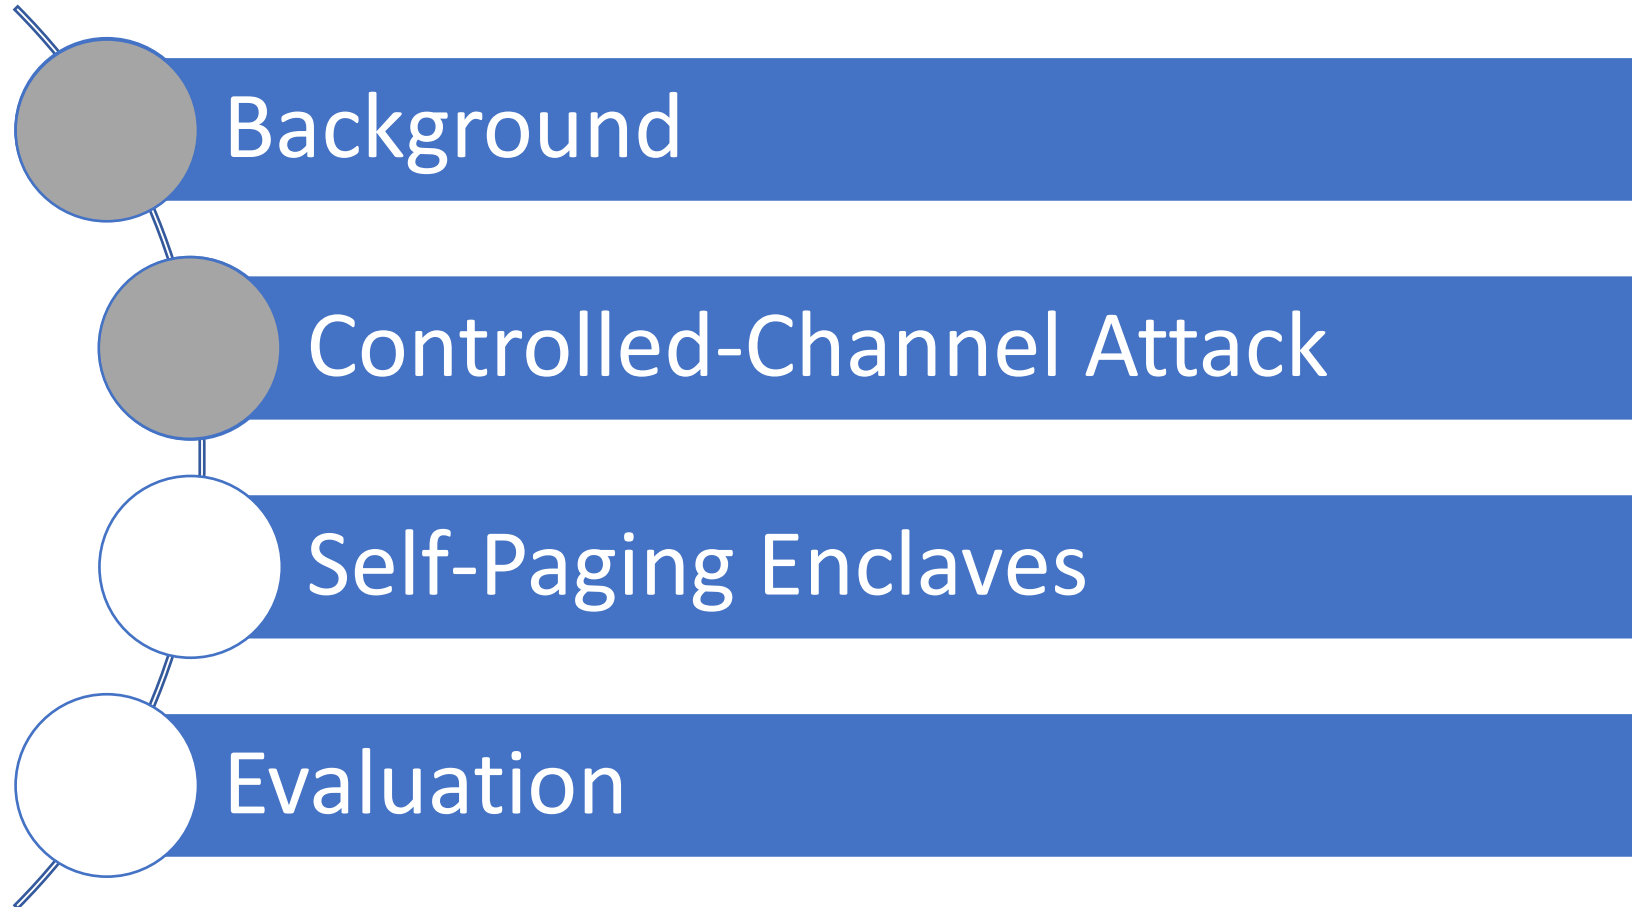 Background
Controlled-Channel Attack
Self-Paging Enclaves
Evaluation